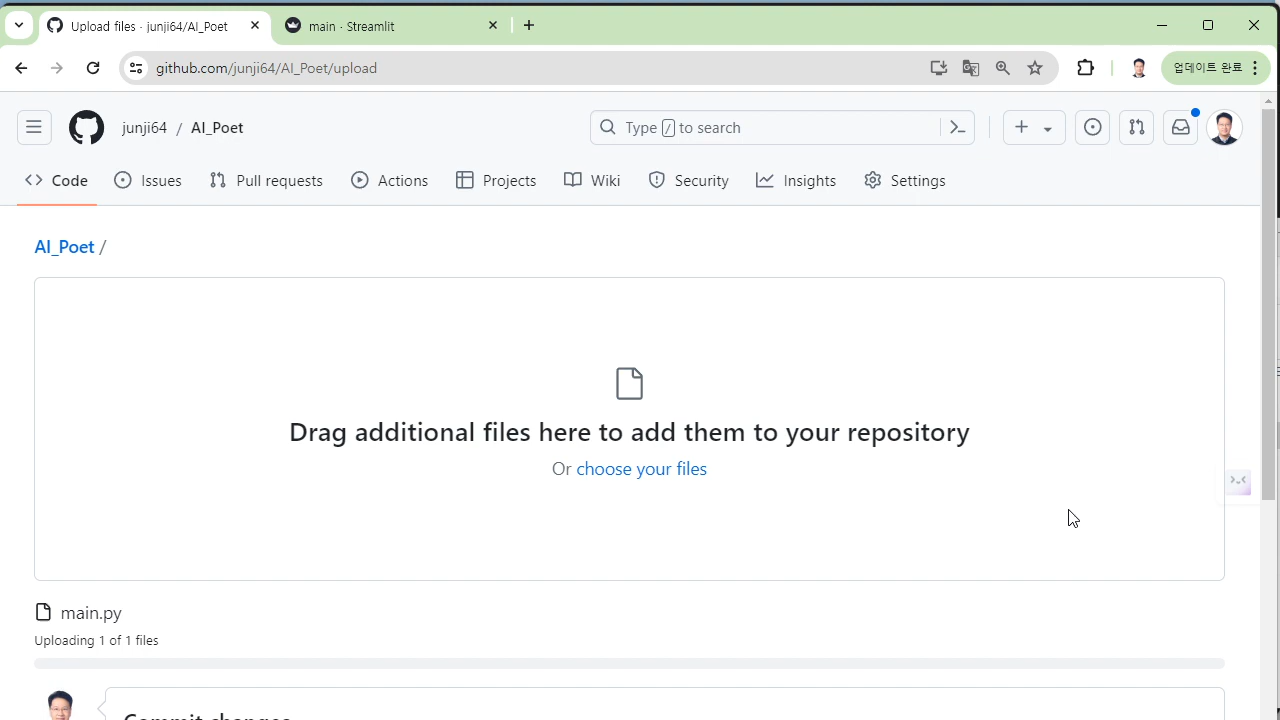 Upload files · junji64/AI_Poet
main · Streamlit
github.com/junji64/AI_Poet/upload
업데이트 완료
junji64 / AI_Poet
Type / to search
Code
Issues
Pull requests
Actions
Projects
Wiki
Security
Insights
Settings
AI_Poet /
Drag additional files here to add them to your repository
Or choose your files
main.py
Uploading 1 of 1 files
Commit changes